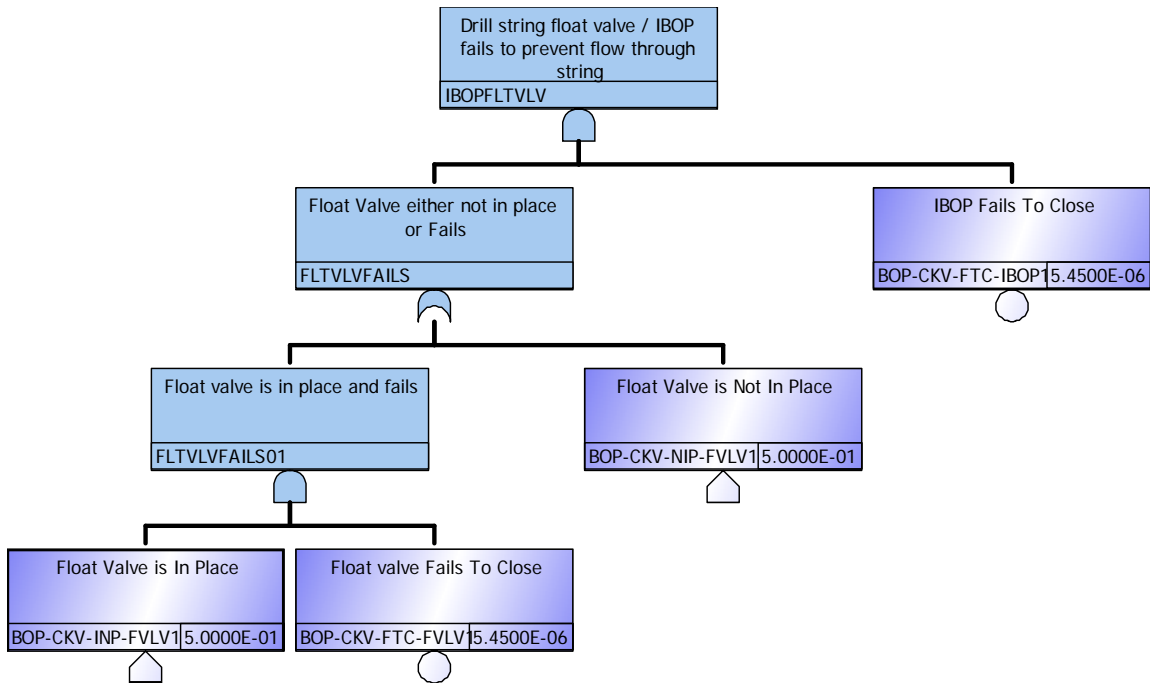 Drill string float valve / IBOP
fails to prevent flow through
string
IBOPFLTVLV
Float Valve either not in place
or Fails
FLTVLVFAILS
IBOP Fails To Close
BOP-CKV-FTC-IBOP1 5.4500E-06
Float valve is in place and fails
FLTVLVFAILS01
Float Valve is Not In Place
BOP-CKV-NIP-FVLV1 5.0000E-01
Float Valve is In Place
BOP-CKV-INP-FVLV1 5.0000E-01
Float valve Fails To Close
BOP-CKV-FTC-FVLV1 5.4500E-06